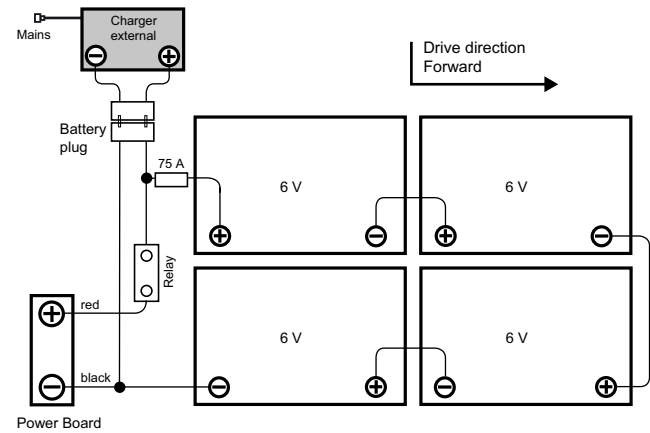 Charger
external
Mains
Drive direction
Forward
Battery
plug
75 A
6 V
6 V
Relay
6 V
6 V
red
black
Power Board